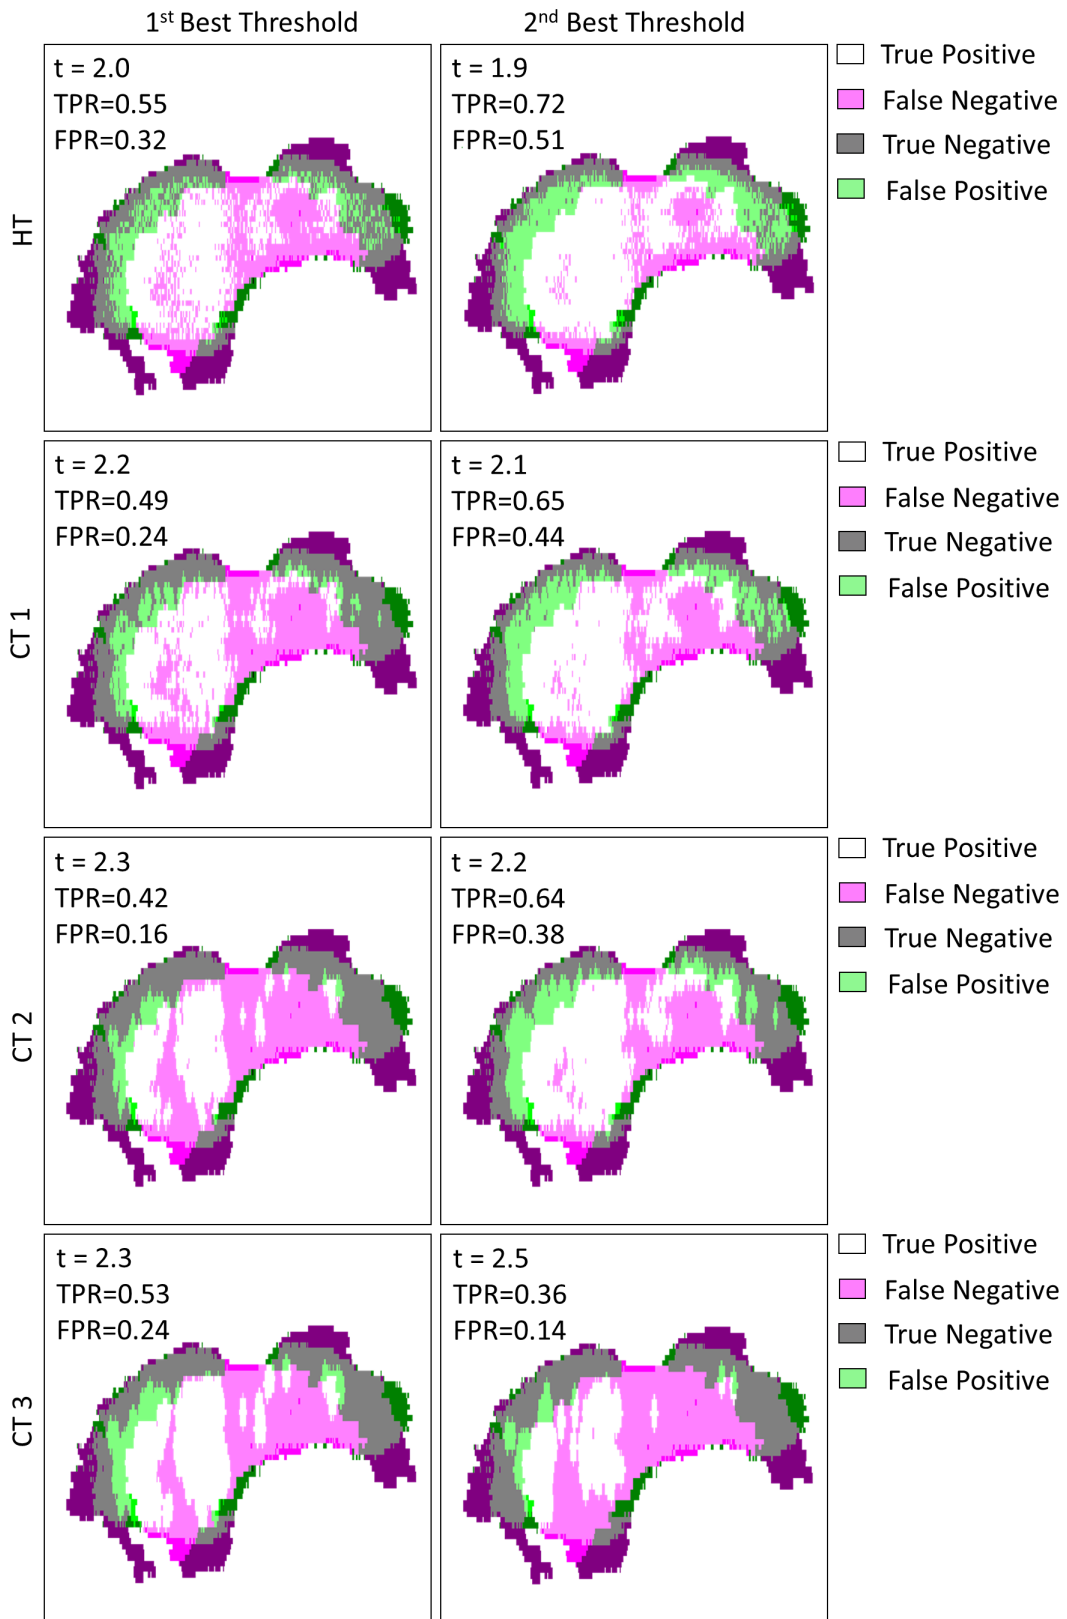 1st Best Threshold
2nd Best Threshold
HT
t = 2.0
TPR=0.55
FPR=0.32
t = 1.9
TPR=0.72
FPR=0.51
True Positive
False Negative
True Negative
False Positive
CT 1
t = 2.2
TPR=0.49
FPR=0.24
t = 2.1
TPR=0.65
FPR=0.44
True Positive
False Negative
True Negative
False Positive
CT 2
t = 2.3
TPR=0.42
FPR=0.16
t = 2.2
TPR=0.64
FPR=0.38
True Positive
False Negative
True Negative
False Positive
CT 3
t = 2.3
TPR=0.53
FPR=0.24
t = 2.5
TPR=0.36
FPR=0.14
True Positive
False Negative
True Negative
False Positive